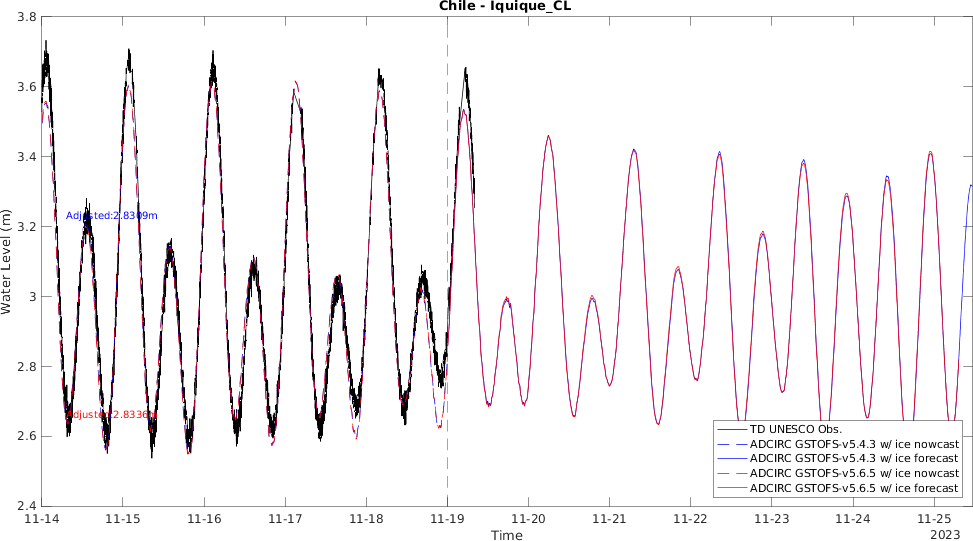 Chile - Iquique_CL
3.8
3.6
3.4
3.2
3
2.8
2.6
2.4
Water Level (m)
Adjusted:2.8309m
Adjusted:2.8336m
TD UNESCO Obs.
ADCIRC GSTOFS-v5.4.3 w/ ice nowcast
ADCIRC GSTOFS-v5.4.3 w/ ice forecast
ADCIRC GSTOFS-v5.6.5 w/ ice nowcast
ADCIRC GSTOFS-v5.6.5 w/ ice forecast
11-14 11-15 11-16 11-17 11-18 11-19 11-20 11-21 11-22 11-23 11-24 11-25
Time
2023